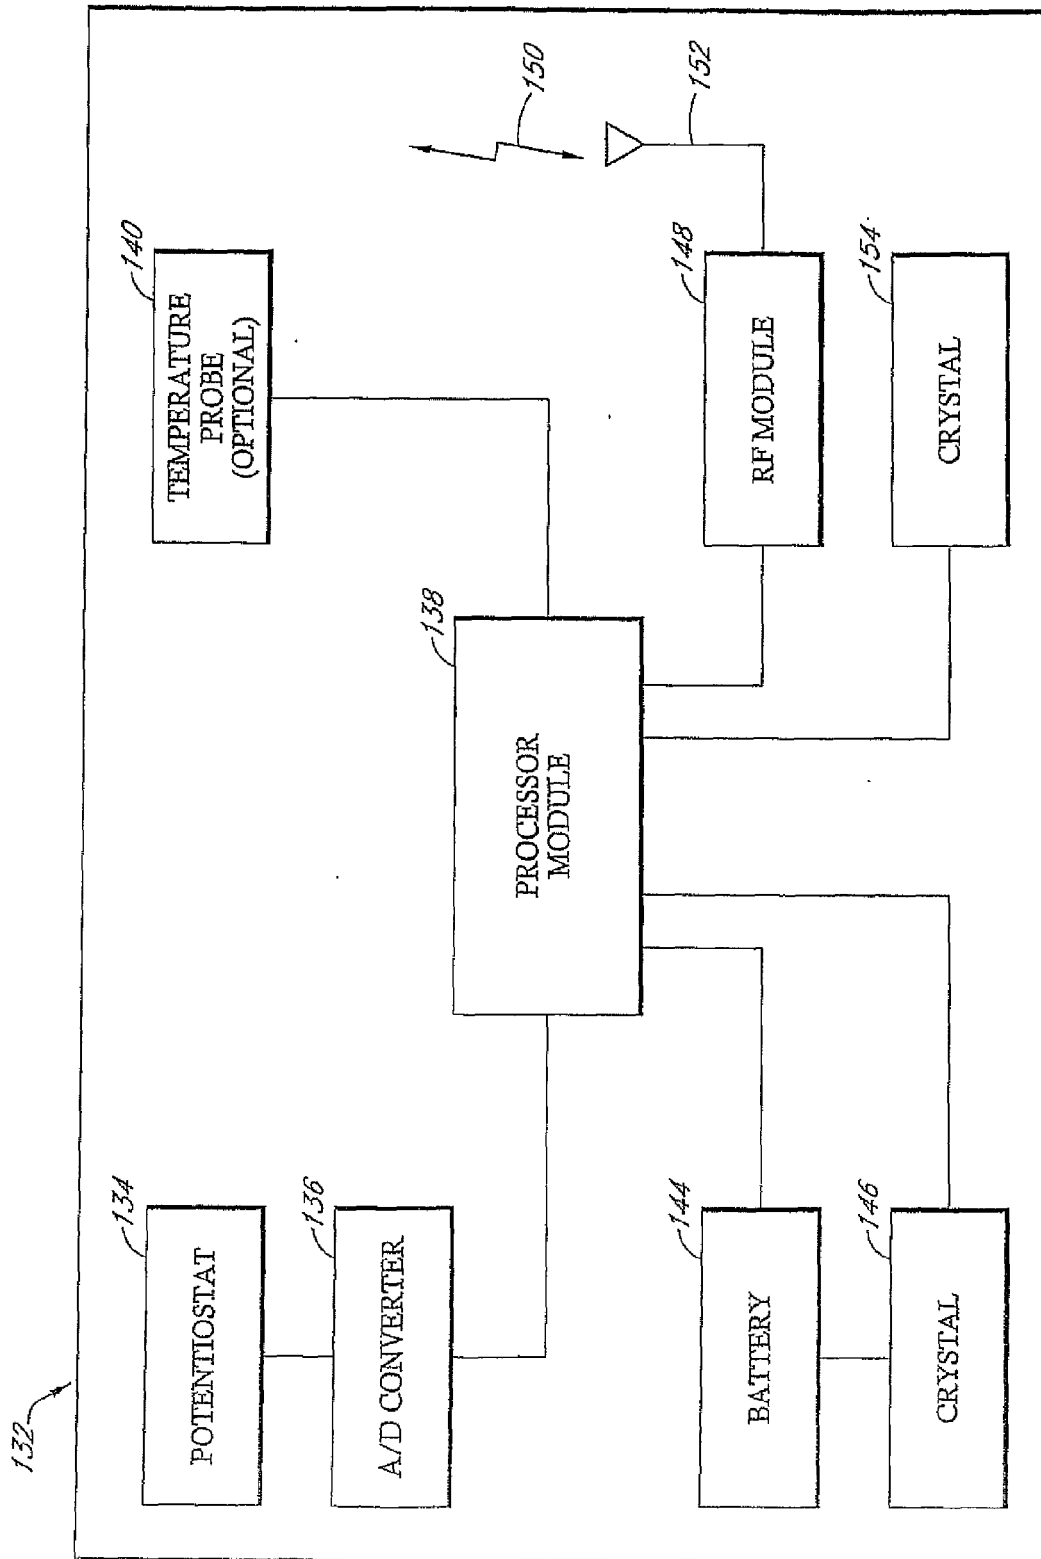 132
134
POTENTIOSTAT
136
A/D CONVERTER
138
PROCESSOR
MODULE
140
TEMPERATURE
PROBE
(OPTIONAL)
144
BATTERY
146
CRYSTAL
148
RF MODULE
150
152
154
CRYSTAL